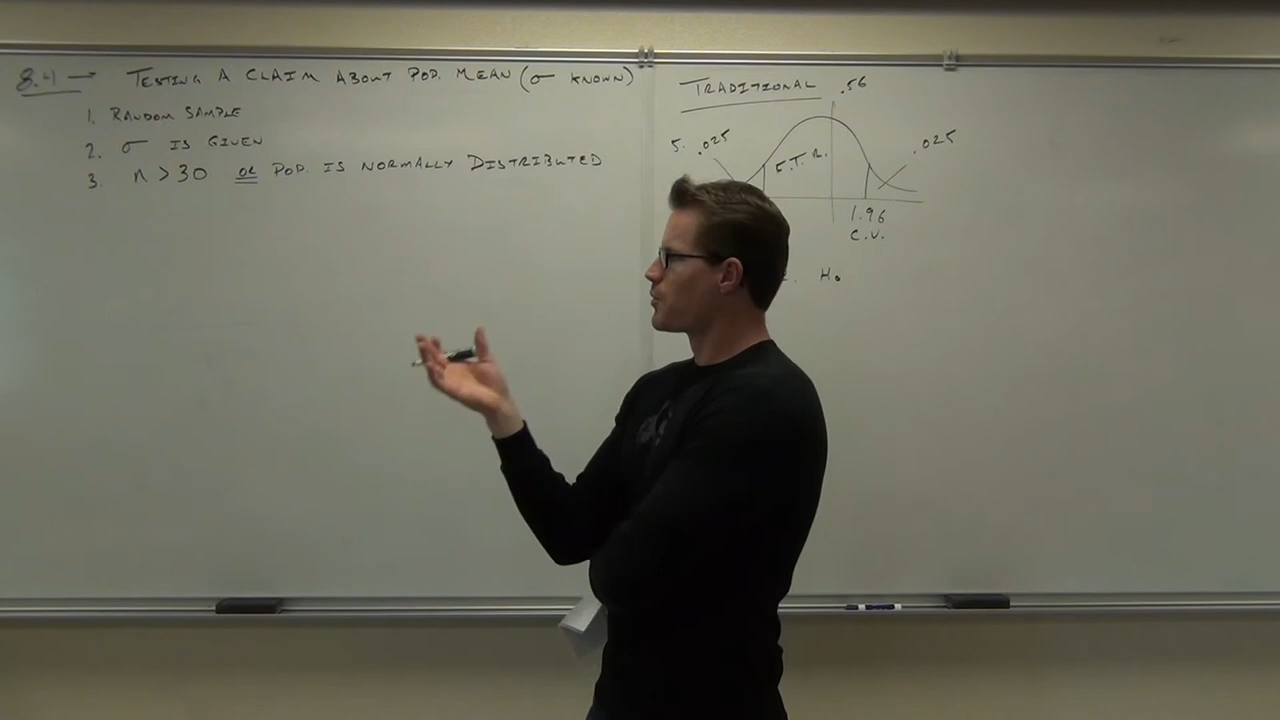 8.4 → TESTING A CLAIM ABOUT POP. MEAN (σ KNOWN)
1. RANDOM SAMPLE
2. σ IS GIVEN
3. n > 30 OR POP. IS NORMALLY DISTRIBUTED
TRADITIONAL .56
5. .025 .025
F.T.R.
1.96
C.V.
H₀